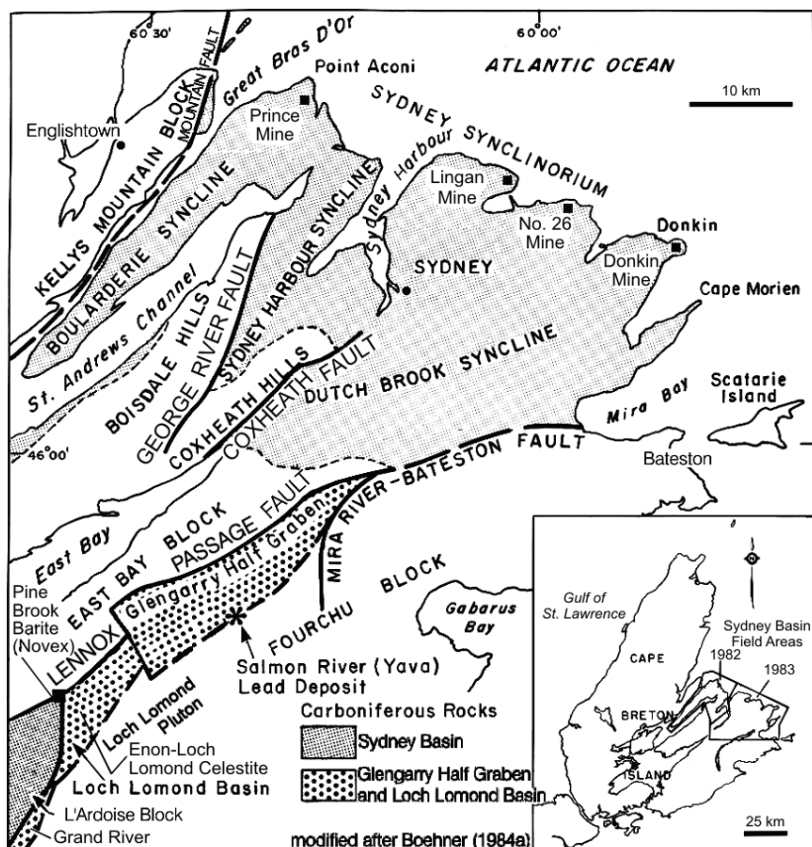 60°30'
60°00'
ATLANTIC OCEAN
10 km
Great Bras D'Or
Point Aconi
Prince
Mine
Englishtown
MOUNTAIN FAULT
KELLYS MOUNTAIN BLOCK
SYDNEY SYNCLINORIUM
Sydney Harbour
Lingan
Mine
No. 26
Mine
Donkin
Donkin
Mine
Cape Morien
BOULARDERIE SYNCLINE
SYDNEY HARBOUR SYNCLINE
SYDNEY
St. Andrews Channel
BOISDALE HILLS
GEORGE RIVER FAULT
COXHEATH HILLS
COXHEATH FAULT
DUTCH BROOK SYNCLINE
Mira Bay
Scatarie
Island
46°00'
MIRA RIVER-BATESTON FAULT
Bateston
East Bay
EAST BAY BLOCK
LENNOX PASSAGE FAULT
Glengarry Half Graben
FOURCHU BLOCK
Gabarus
Bay
Pine
Brook
Barite
(Novex)
Salmon River (Yava)
Lead Deposit
Loch Lomond
Pluton
Enon-Loch
Lomond Celestite
Loch Lomond Basin
L'Ardoise Block
Grand River
Carboniferous Rocks
Sydney Basin
Glengarry Half Graben
and Loch Lomond Basin
modified after Boehner (1984a)
N
Gulf of
St. Lawrence
Sydney Basin
Field Areas
1982
1983
CAPE
BRETON
ISLAND
25 km